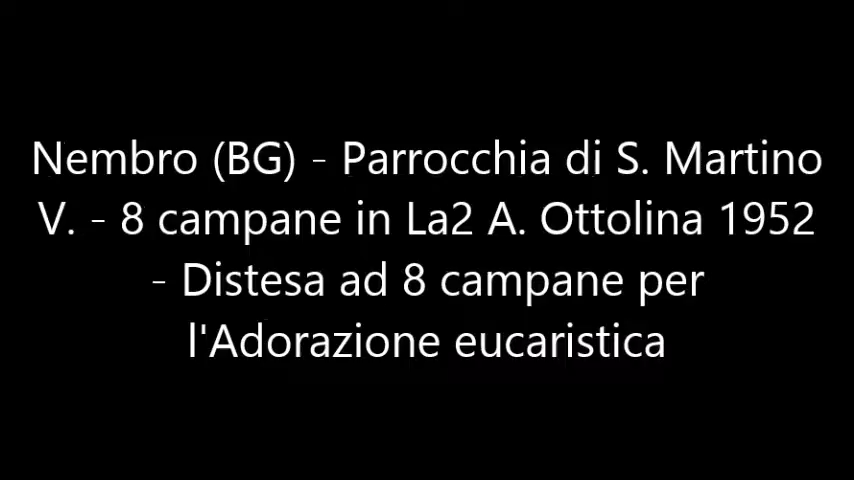 Nembro (BG) - Parrocchia di S. Martino
V. - 8 campane in La2 A. Ottolina 1952
- Distesa ad 8 campane per
l'Adorazione eucaristica